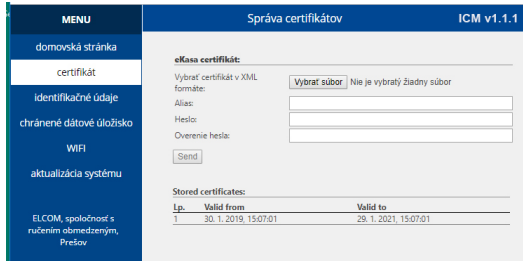 MENU
Správa certifikátov
ICM v1.1.1
domovská stránka
certifikát
identifikačné údaje
chránené dátové úložisko
WIFI
aktualizácia systému
ELCOM, spoločnosť s
ručením obmedzeným,
Prešov
eKasa certifikát:
Vybrať certifikát v XML
formáte:
Vybrať súbor Nie je vybratý žiadny súbor
Alias:
Heslo:
Overenie hesla:
Send
Stored certificates:
Lp. Valid from Valid to
1 30. 1. 2019, 15:07:01 29. 1. 2021, 15:07:01